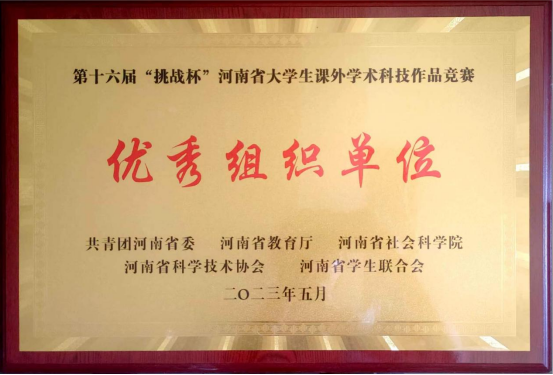 第十六届“挑战杯”河南省大学生课外学术科技作品竞赛
优秀组织单位
共青团河南省委 河南省教育厅 河南省社会科学院
河南省科学技术协会 河南省学生联合会
二〇二三年五月